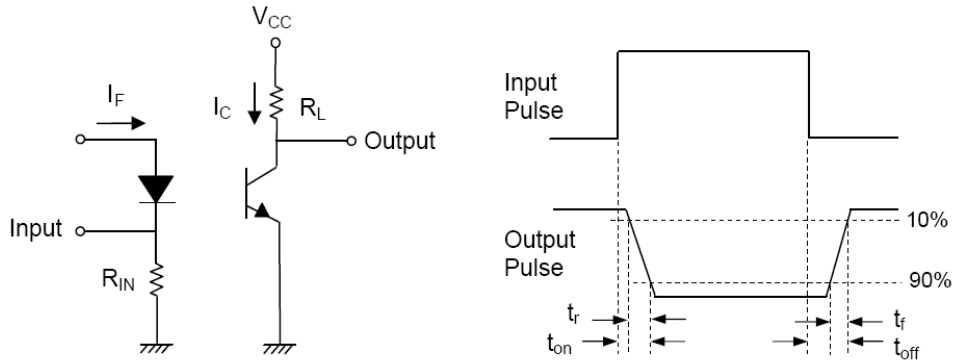 V_CC
I_F
I_C
R_L
Output
Input
R_IN
Input
Pulse
10%
Output
Pulse
90%
t_r
t_f
t_on
t_off